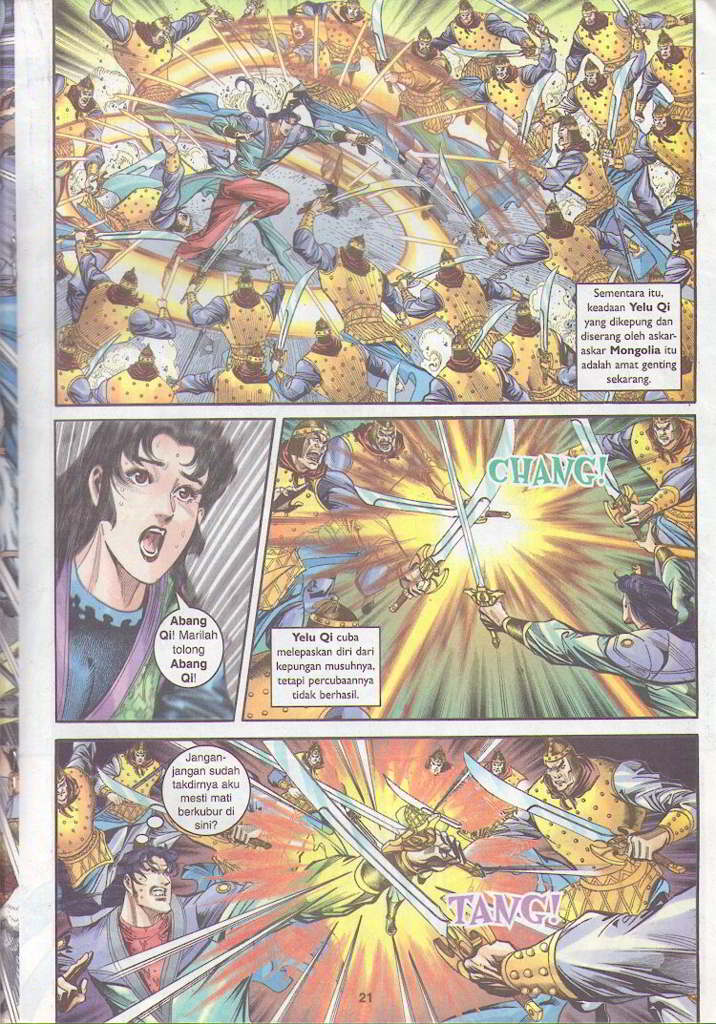 Sementara itu,
keadaan Yelu Qi
yang dikepung dan
diserang oleh askar-
askar Mongolia itu
adalah amat genting
sekarang.
Abang
Qi! Marilah
tolong
Abang
Qi!
CHANG!
Yelu Qi cuba
melepaskan diri dari
kepungan musuhnya,
tetapi percubaannya
tidak berhasil.
Jangan-
jangan sudah
takdirnya aku
mesti mati
berkubur di
sini?
TANG!
21